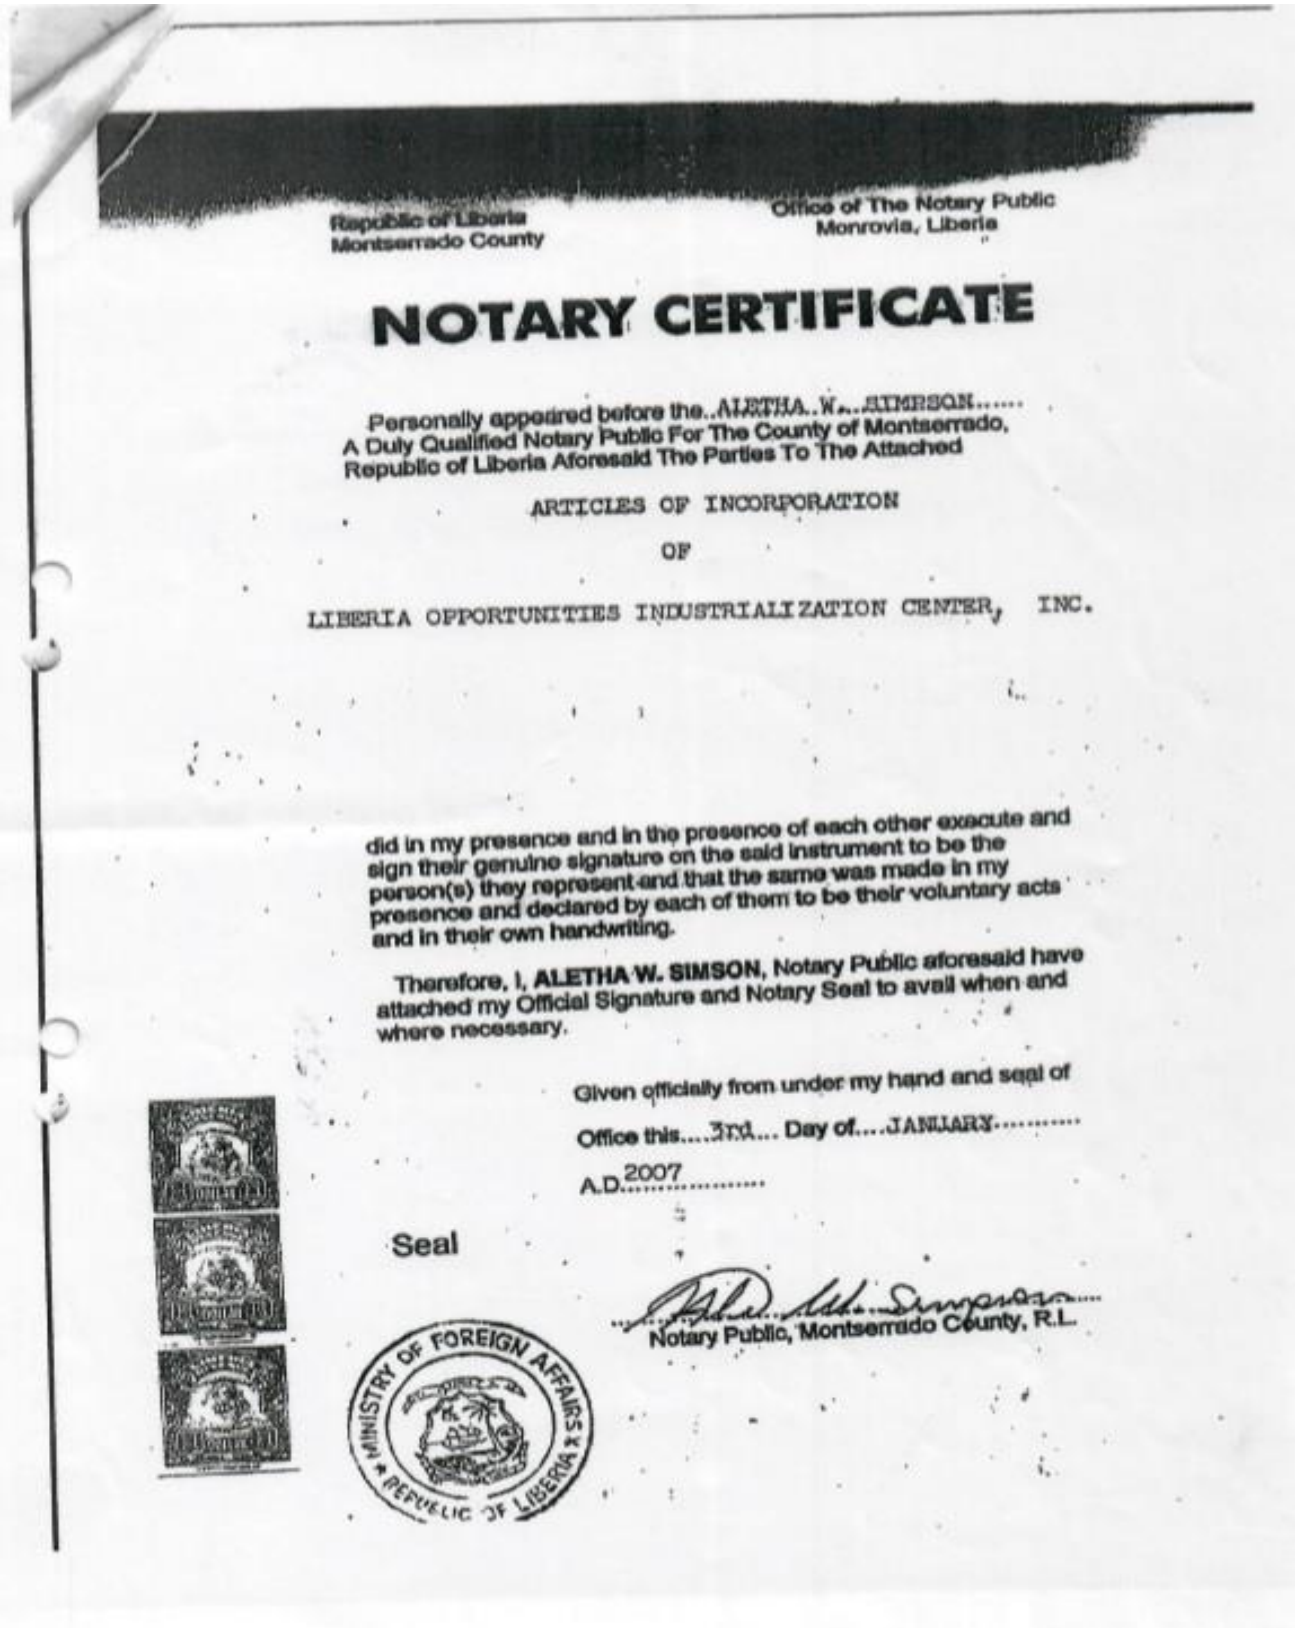 Republic of Liberia
Montserrado County
Office of The Notary Public
Monrovia, Liberia
NOTARY CERTIFICATE
Personally appeared before the..ALETHA..W...SIMPSON......
A Duly Qualified Notary Public For The County of Montserrado,
Republic of Liberia Aforesaid The Parties To The Attached
ARTICLES OF INCORPORATION
OF
LIBERIA OPPORTUNITIES INDUSTRIALIZATION CENTER, INC.
did in my presence and in the presence of each other execute and
sign their genuine signature on the said instrument to be the
person(s) they represent and that the same was made in my
presence and declared by each of them to be their voluntary acts
and in their own handwriting.
Therefore, I, ALETHA W. SIMSON, Notary Public aforesaid have
attached my Official Signature and Notary Seal to avail when and
where necessary.
Given officially from under my hand and seal of
Office this....3rd... Day of....JANUARY...........
A.D.2007..................
Seal
W. Simpson
Notary Public, Montserrado County, R.L.
MINISTRY OF FOREIGN AFFAIRS
REPUBLIC OF LIBERIA